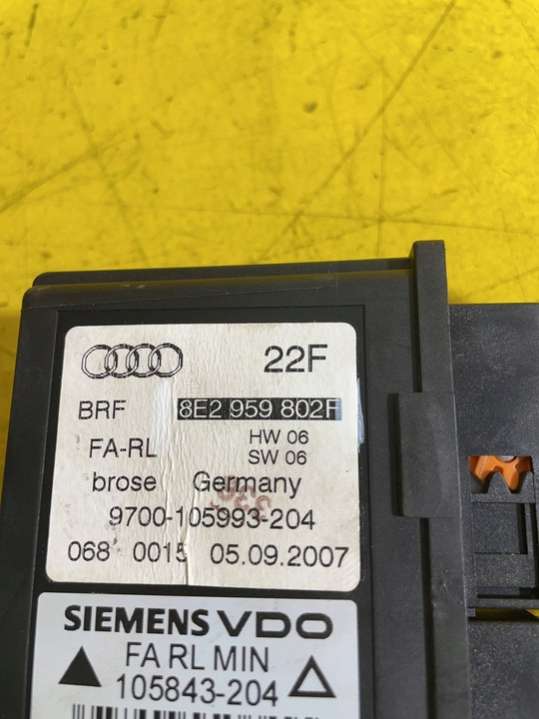 22F
BRF 8E2 959 802F
FA-RL HW 06
SW 06
brose Germany
9700-105993-204
068 0015 05.09.2007
SIEMENS VDO
FA RL MIN
105843-204